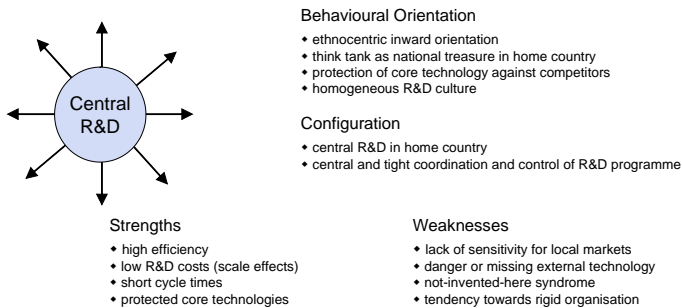 Central
R&D
Behavioural Orientation
◆ ethnocentric inward orientation
◆ think tank as national treasure in home country
◆ protection of core technology against competitors
◆ homogeneous R&D culture
Configuration
◆ central R&D in home country
◆ central and tight coordination and control of R&D programme
Strengths
◆ high efficiency
◆ low R&D costs (scale effects)
◆ short cycle times
◆ protected core technologies
Weaknesses
◆ lack of sensitivity for local markets
◆ danger or missing external technology
◆ not-invented-here syndrome
◆ tendency towards rigid organisation